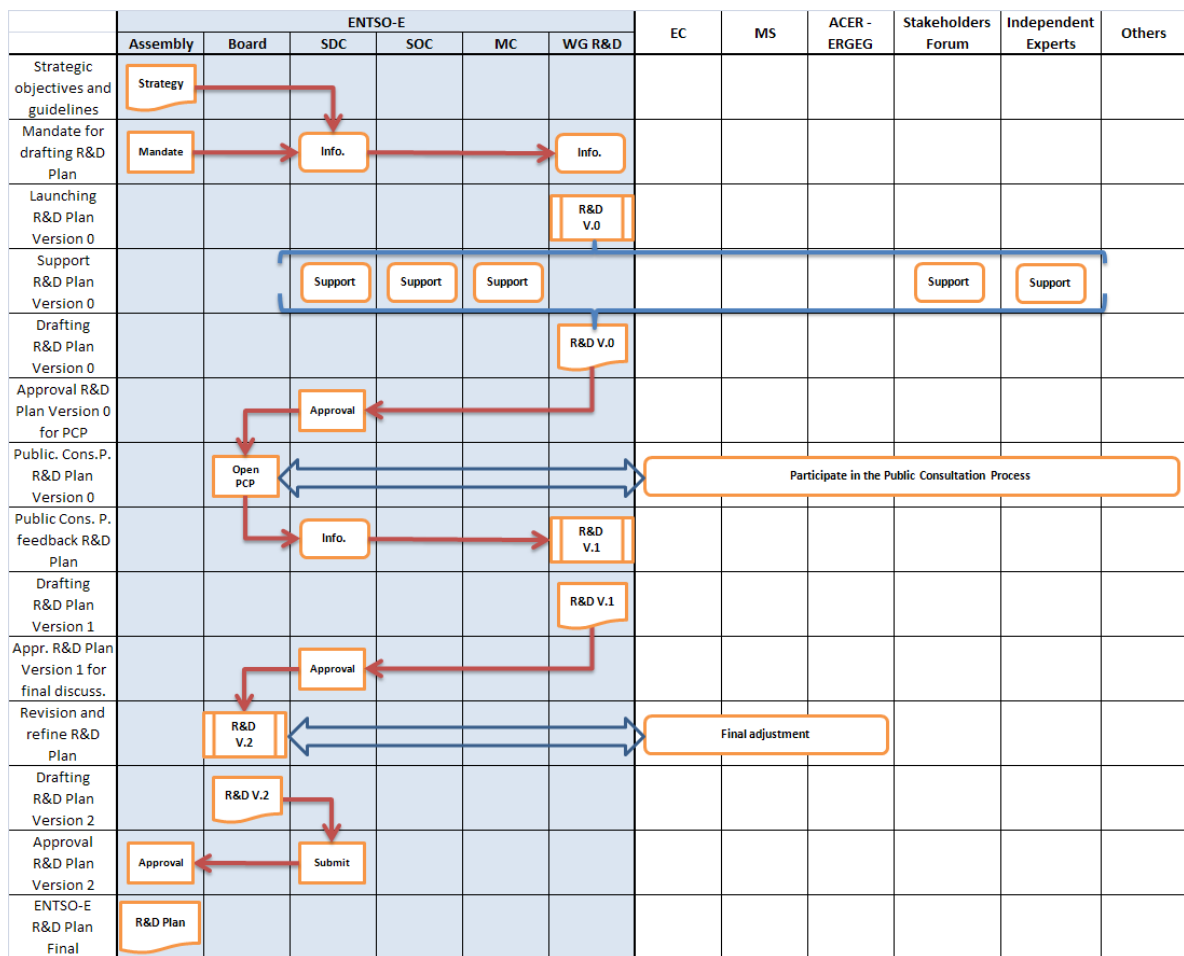 ENTSO-E
EC
MS
ACER -
ERGEG
Stakeholders
Forum
Independent
Experts
Others
Assembly
Board
SDC
SOC
MC
WG R&D
Strategic
objectives and
guidelines
Strategy
Mandate for
drafting R&D
Plan
Mandate
Info.
Info.
Launching
R&D Plan
Version 0
R&D
V.0
Support
R&D Plan
Version 0
Support
Support
Support
Support
Support
Drafting
R&D Plan
Version 0
R&D V.0
Approval R&D
Plan Version 0
for PCP
Approval
Public. Cons.P.
R&D Plan
Version 0
Open
PCP
Participate in the Public Consultation Process
Public Cons. P.
feedback R&D
Plan
Info.
R&D
V.1
Drafting
R&D Plan
Version 1
R&D V.1
Appr. R&D Plan
Version 1 for
final discuss.
Approval
Revision and
refine R&D
Plan
R&D
V.2
Final adjustment
Drafting
R&D Plan
Version 2
R&D V.2
Approval
R&D Plan
Version 2
Approval
Submit
ENTSO-E
R&D Plan
Final
R&D Plan